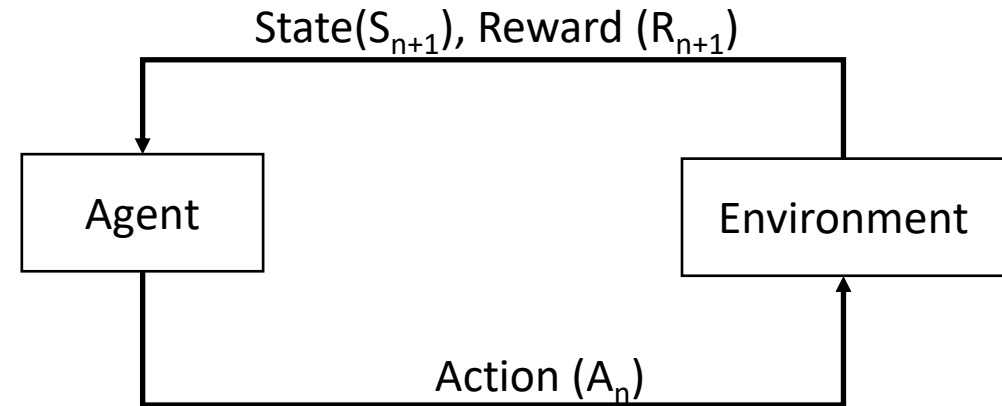 State(Sₙ₊₁), Reward (Rₙ₊₁)
Agent
Environment
Action (Aₙ)